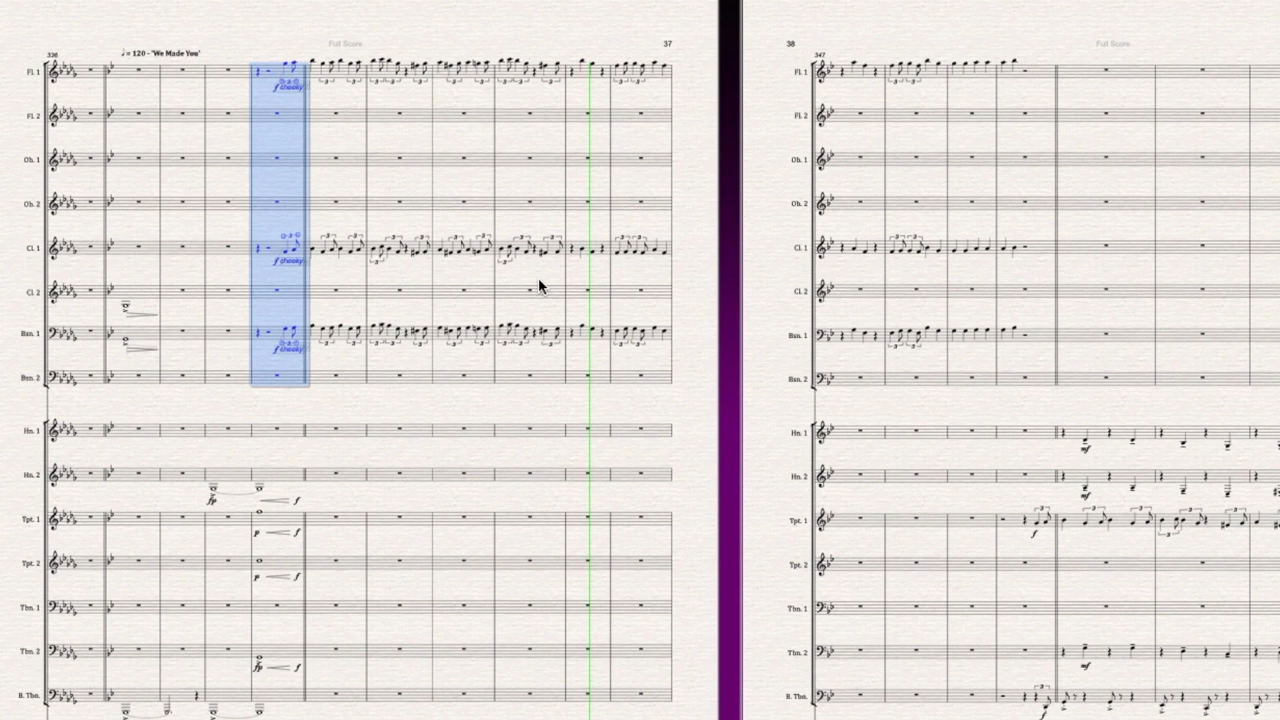 Full Score
37
336
♩ = 120 - "We Made You"
Fl. 1
f cheeky
Fl. 2
Ob. 1
Ob. 2
Cl. 1
f cheeky
Cl. 2
Bsn. 1
f cheeky
Bsn. 2
Hn. 1
Hn. 2
fp
f
Tpt. 1
p
f
Tpt. 2
p
f
Tbn. 1
Tbn. 2
fp
f
B. Tbn.
38
Full Score
347
Fl. 1
Fl. 2
Ob. 1
Ob. 2
Cl. 1
Cl. 2
Bsn. 1
Bsn. 2
Hn. 1
mf
Hn. 2
mf
Tpt. 1
f
Tpt. 2
Tbn. 1
Tbn. 2
mf
B. Tbn.
f